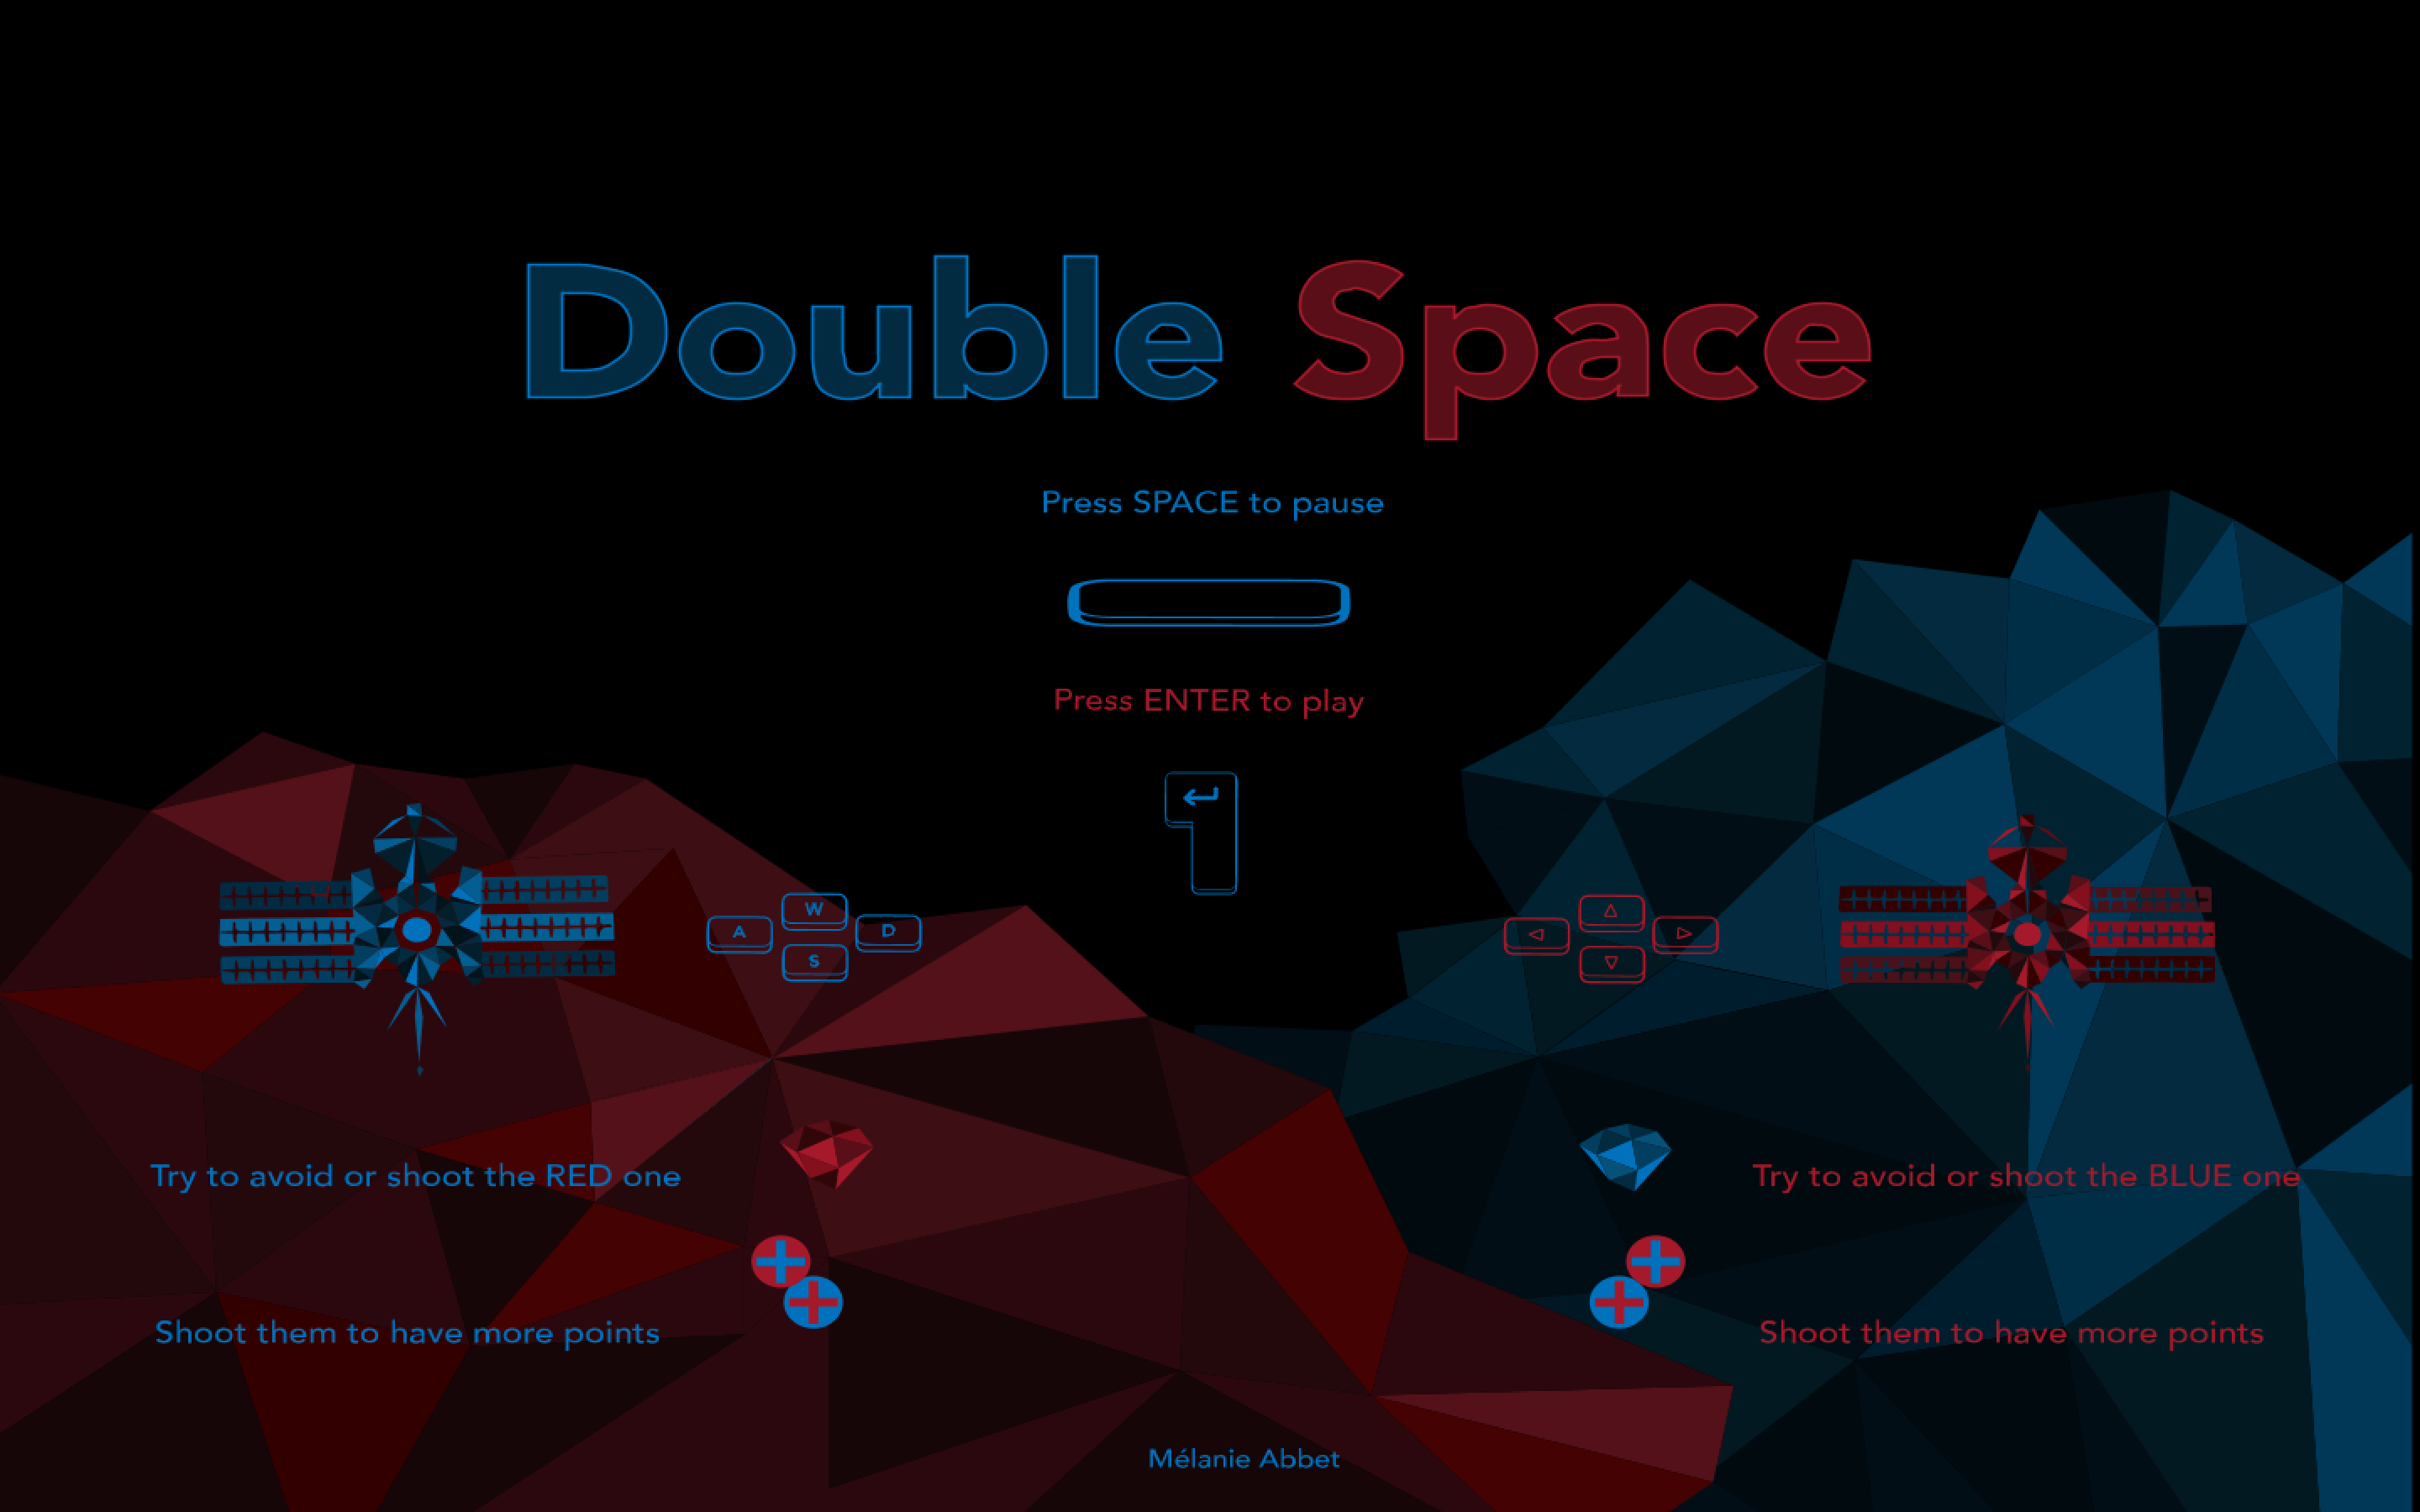 Double Space
Press SPACE to pause
Press ENTER to play
W
A
D
S
Try to avoid or shoot the RED one
Try to avoid or shoot the BLUE one
Shoot them to have more points
Shoot them to have more points
Mélanie Abbet